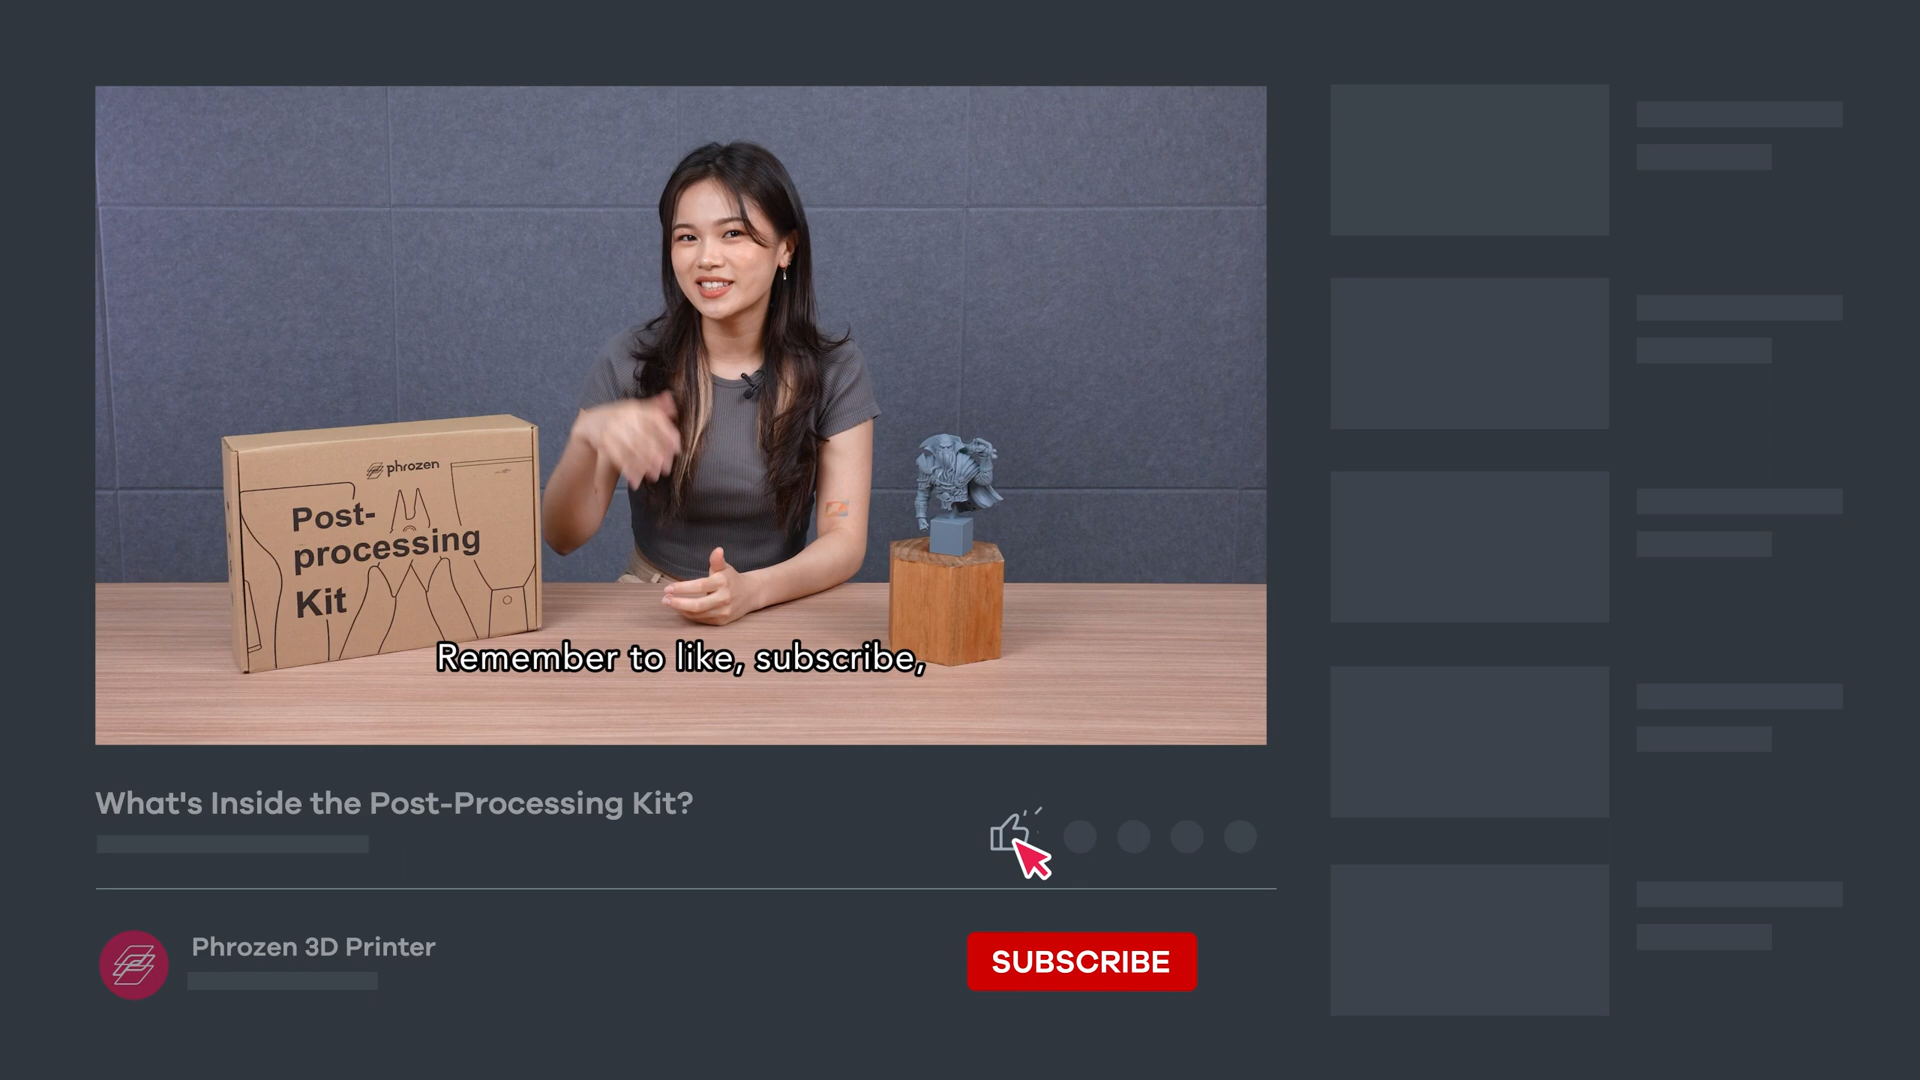 phrozen
Post-
processing
Kit
Remember to like, subscribe,
What's Inside the Post-Processing Kit?
Phrozen 3D Printer
SUBSCRIBE